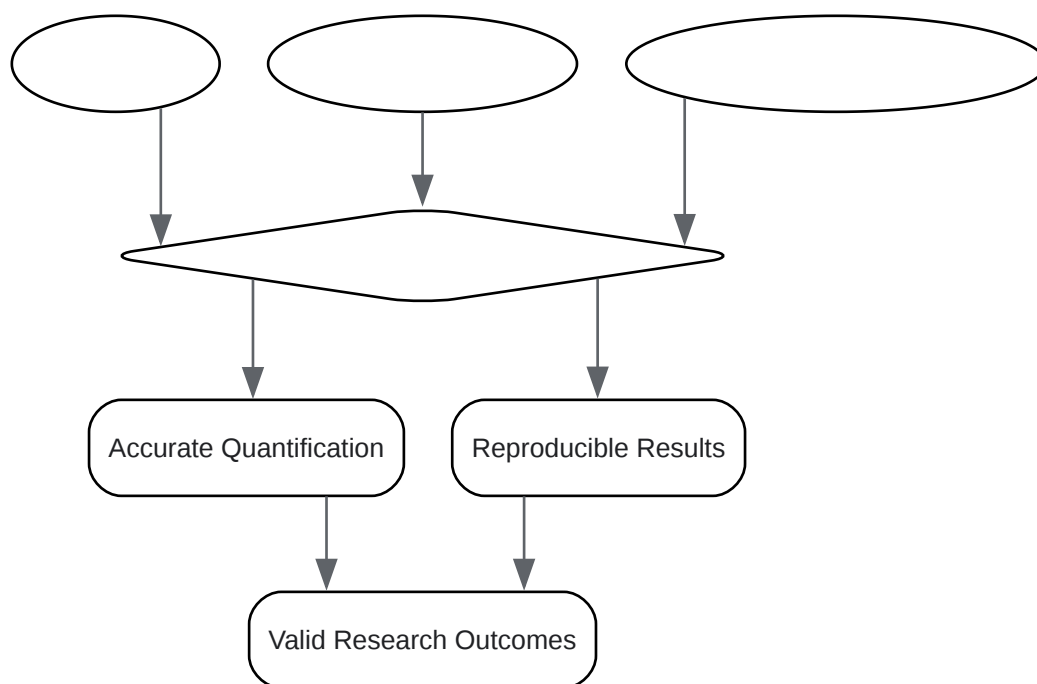 Accurate Quantification
Reproducible Results
Valid Research Outcomes